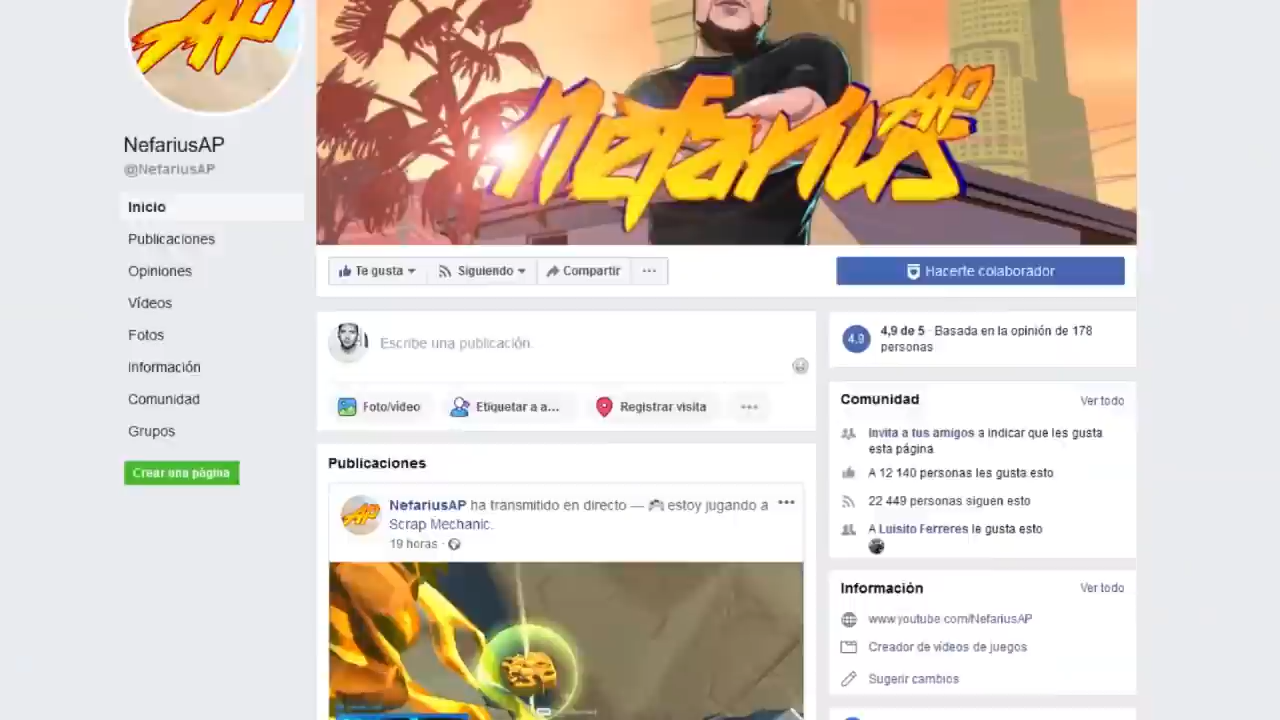 AP
NefariusAP
NefariusAP
@NefariusAP
Inicio
Publicaciones
Opiniones
Vídeos
Fotos
Información
Comunidad
Grupos
Crear una página
Te gusta
Siguiendo
Compartir
Hacerte colaborador
Escribe una publicación.
Foto/vídeo
Etiquetar a a...
Registrar visita
Publicaciones
NefariusAP ha transmitido en directo — estoy jugando a
Scrap Mechanic.
19 horas ·
4,9
4,9 de 5 · Basada en la opinión de 178
personas
Comunidad
Ver todo
Invita a tus amigos a indicar que les gusta
esta página
A 12 140 personas les gusta esto
22 449 personas siguen esto
A Luisito Ferreres le gusta esto
Información
Ver todo
www.youtube.com/NefariusAP
Creador de vídeos de juegos
Sugerir cambios